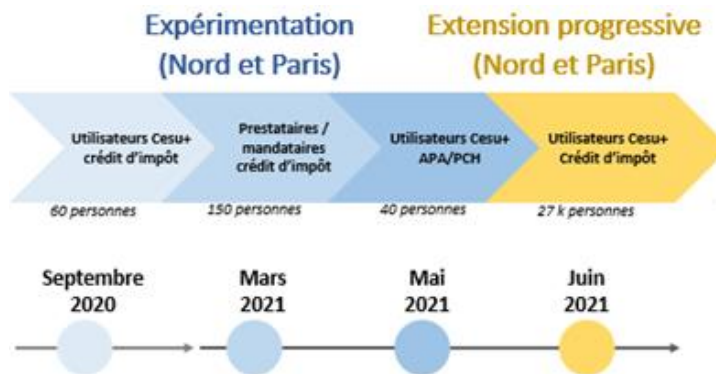 Expérimentation
(Nord et Paris)
Extension progressive
(Nord et Paris)
Utilisateurs Cesu+
crédit d'impôt
Prestataires /
mandataires
crédit d'impôt
Utilisateurs Cesu+
APA/PCH
Utilisateurs Cesu+
Crédit d'impôt
60 personnes
150 personnes
40 personnes
27 k personnes
Septembre
2020
Mars
2021
Mai
2021
Juin
2021